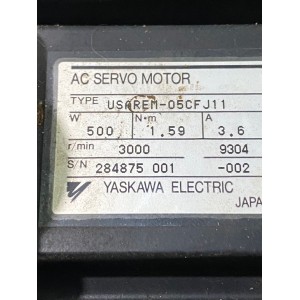 AC SERVO MOTOR
TYPE USAREM-05CFJ11
W N·m A
500 1.59 3.6
r/min 3000 9304
S/N 284875 001 -002
YASKAWA ELECTRIC
JAPA